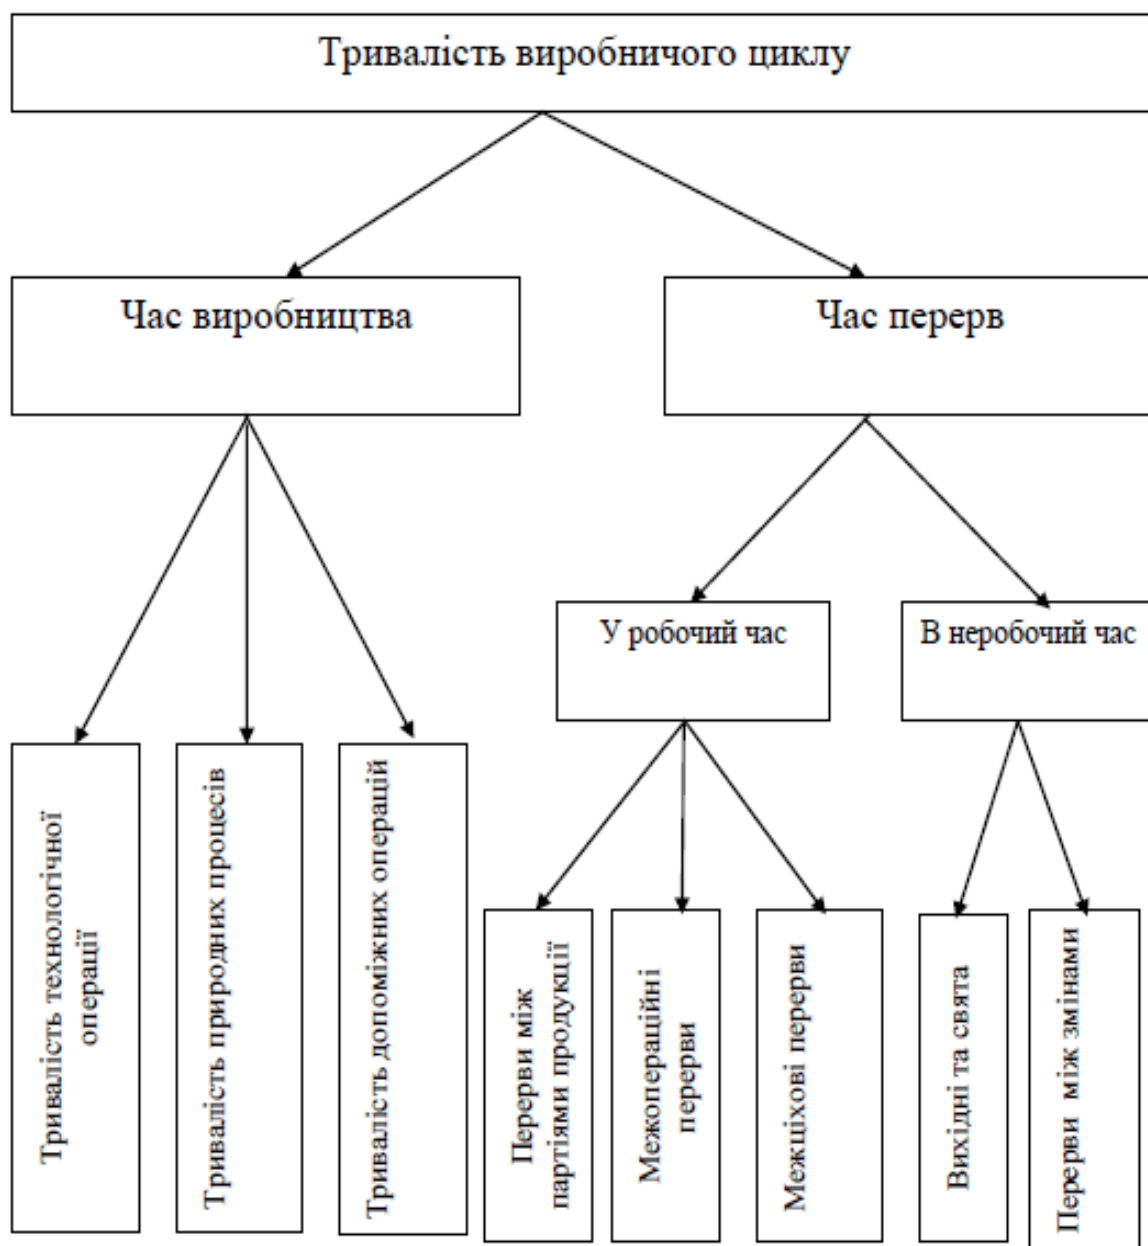 Тривалість виробничого циклу
Час виробництва
Час перерв
У робочий час
В неробочий час
Тривалість технологічної
операції
Тривалість природних процесів
Тривалість допоміжних операцій
Перерви між
партіями продукції
Межопераційні
перерви
Межціхові перерви
Вихідні та свята
Перерви між змінами